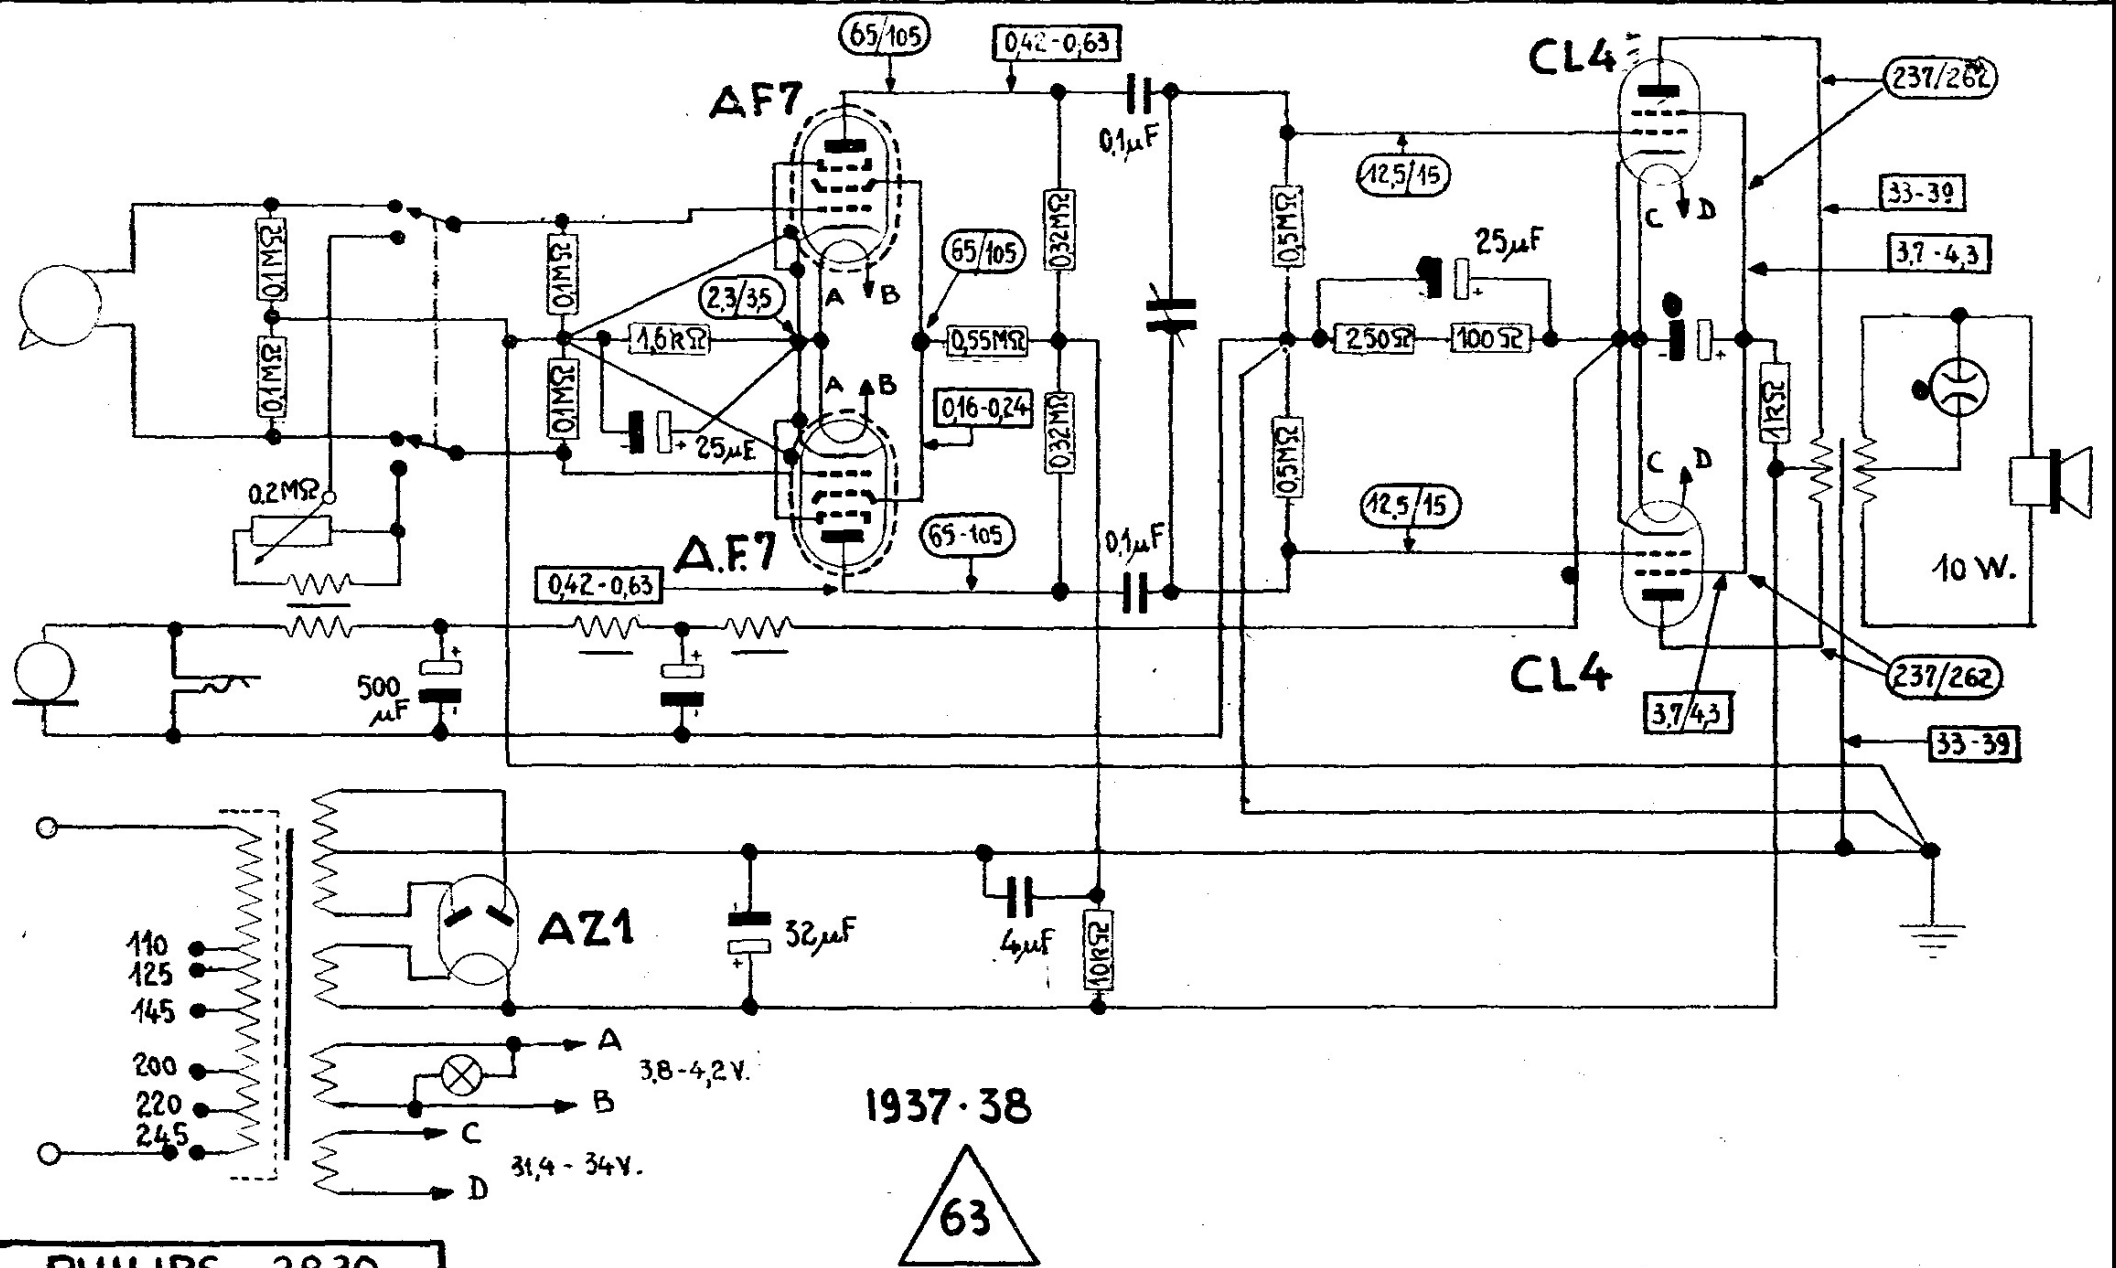 65/105
0,42-0,63
CL4
237/262
AF7
0,1µF
12,5/15
33-39
C
D
0,1MΩ
0,1MΩ
0,32MΩ
0,5MΩ
25µF
65/105
3,7-4,3
2,3/3,5
A
B
1,6kΩ
0,55MΩ
250Ω
100Ω
1kΩ
0,1MΩ
0,1MΩ
A
B
0,16-0,24
0,32MΩ
0,5MΩ
25µF
C
D
0.2MΩ
12,5/15
65-105
0,1µF
A.F.7
0,42-0,63
10 W.
CL4
237/262
500
µF
3,7/4,3
33-39
AZ1
32µF
4µF
10kΩ
110
125
145
200
220
245
A
3,8-4,2V.
B
C
31,4-34V.
D
1937·38
63
PHILIPS 2830